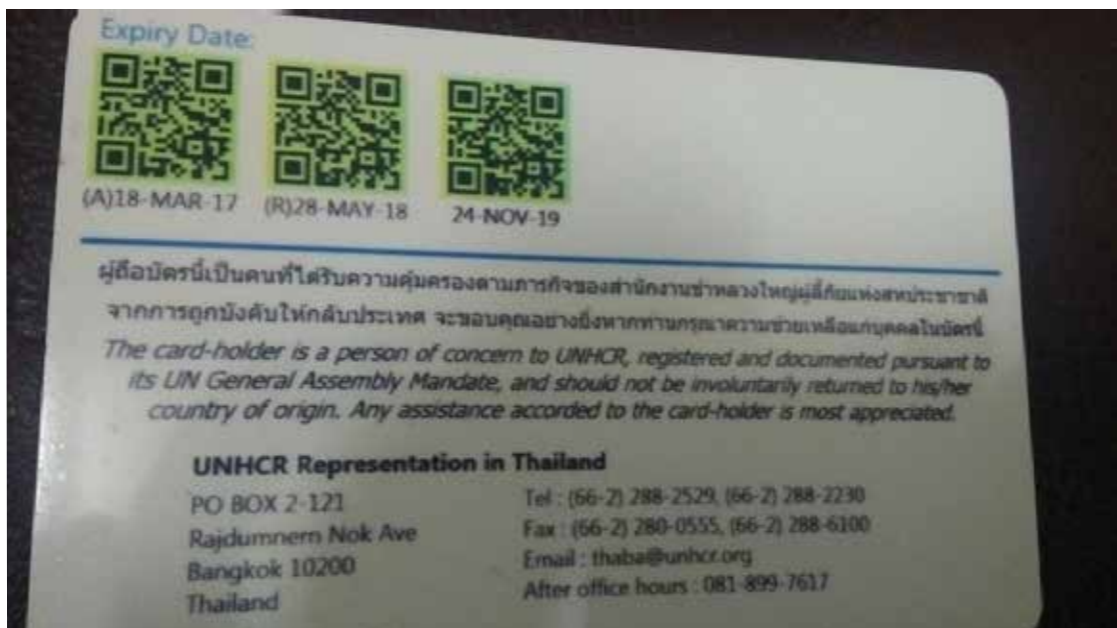 Expiry Date:
(A)18-MAR-17 (R)28-MAY-18 24-NOV-19
ผู้ถือบัตรนี้เป็นคนที่ได้รับความคุ้มครองตามภารกิจของสำนักงานข้าหลวงใหญ่ผู้ลี้ภัยแห่งสหประชาชาติ
จากการถูกบังคับให้กลับประเทศ จะขอบคุณอย่างยิ่งหากท่านกรุณาความช่วยเหลือแก่บุคคลในบัตรนี้
The card-holder is a person of concern to UNHCR, registered and documented pursuant to
its UN General Assembly Mandate, and should not be involuntarily returned to his/her
country of origin. Any assistance accorded to the card-holder is most appreciated.
UNHCR Representation in Thailand
PO BOX 2-121
Rajdumnern Nok Ave
Bangkok 10200
Thailand
Tel : (66-2) 288-2529, (66-2) 288-2230
Fax : (66-2) 280-0555, (66-2) 288-6100
Email : thaba@unhcr.org
After office hours : 081-899-7617